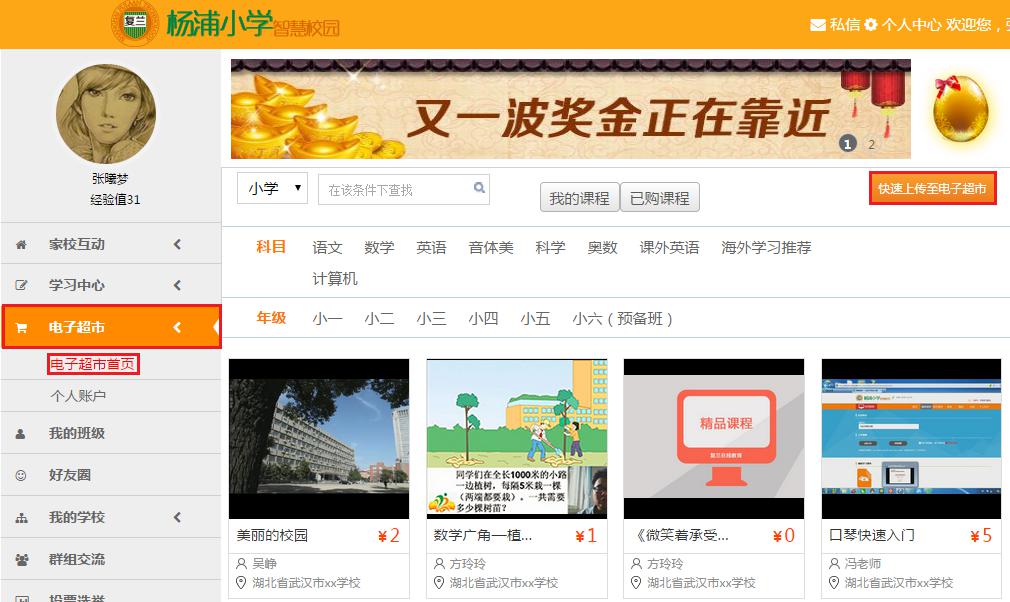 复兰 杨浦小学智慧校园
私信 个人中心 欢迎您，
又一波奖金正在靠近
1 2
张曦梦
经验值31
家校互动
学习中心
电子超市
电子超市首页
个人账户
我的班级
好友圈
我的学校
群组交流
投票选举
小学 在该条件下查找 我的课程 已购课程 快速上传至电子超市
科目 语文 数学 英语 音体美 科学 奥数 课外英语 海外学习推荐
计算机
年级 小一 小二 小三 小四 小五 小六（预备班）
美丽的校园 ¥2
吴峥
湖北省武汉市xx学校
同学们在全长1000米的小路
一边植树，每隔5米栽一棵
（两端都要栽）。一共需要
多少棵树苗？
数学广角—植... ¥1
方玲玲
湖北省武汉市xx学校
精品课程
复兰在线教育
《微笑着承受... ¥0
方玲玲
湖北省武汉市xx学校
口琴快速入门 ¥5
冯老师
湖北省武汉市xx学校